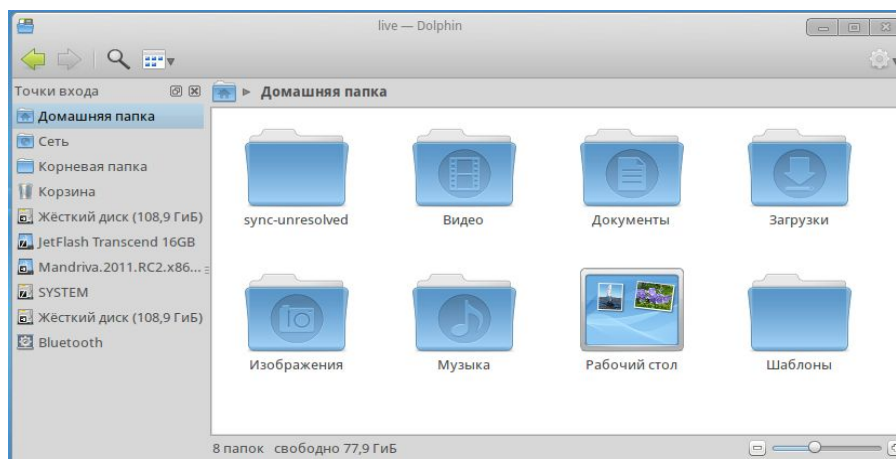 live — Dolphin
Точки входа
Домашняя папка
Домашняя папка
Сеть
Корневая папка
Корзина
Жёсткий диск (108,9 ГиБ)
JetFlash Transcend 16GB
Mandriva.2011.RC2.x86...
SYSTEM
Жёсткий диск (108,9 ГиБ)
Bluetooth
sync-unresolved
Видео
Документы
Загрузки
Изображения
Музыка
Рабочий стол
Шаблоны
8 папок свободно 77,9 ГиБ